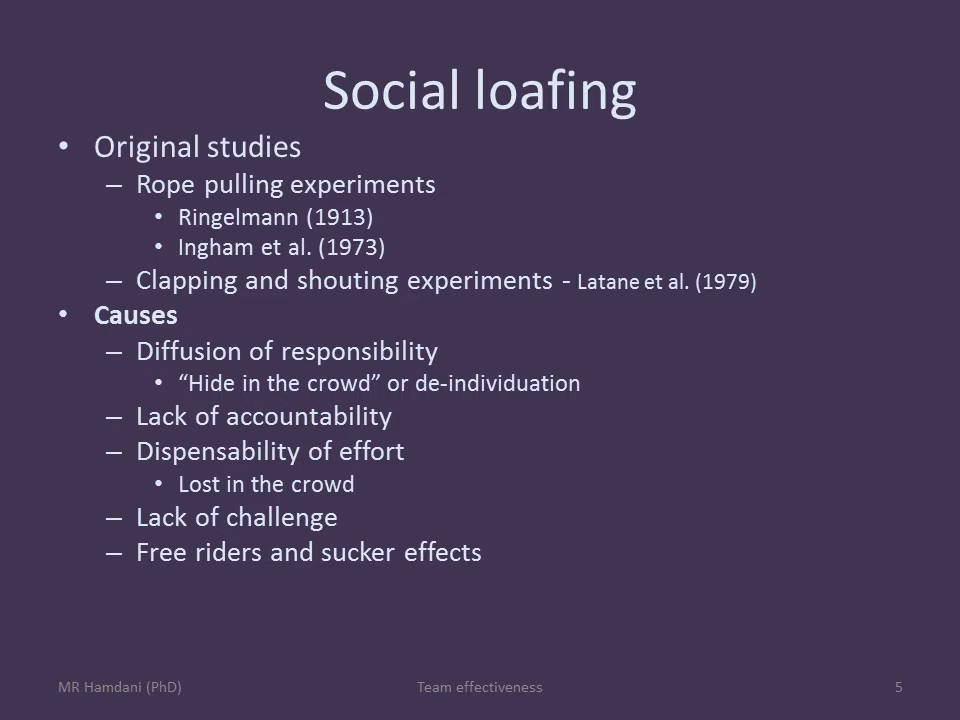 Social loafing
• Original studies
– Rope pulling experiments
• Ringelmann (1913)
• Ingham et al. (1973)
– Clapping and shouting experiments - Latane et al. (1979)
• Causes
– Diffusion of responsibility
• “Hide in the crowd” or de-individuation
– Lack of accountability
– Dispensability of effort
• Lost in the crowd
– Lack of challenge
– Free riders and sucker effects
MR Hamdani (PhD)
Team effectiveness
5